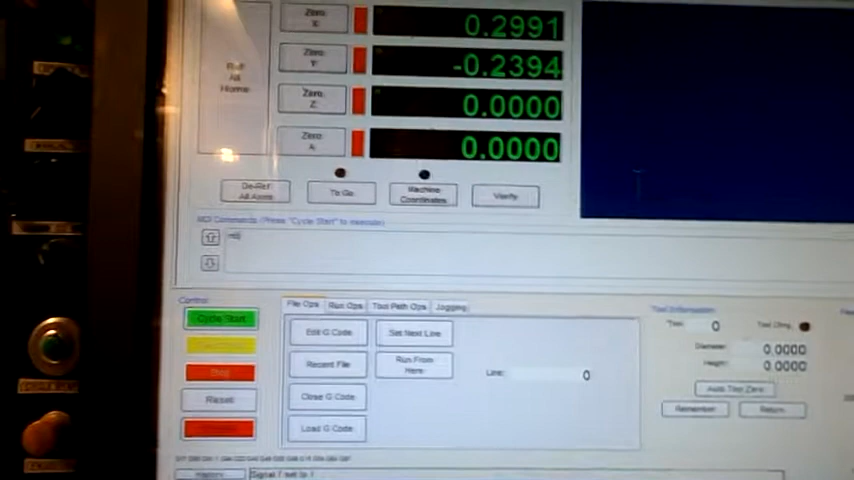 Zero
X
0.2991
Zero
Y
-0.2394
Ref
All
Home
Zero
Z
0.0000
Zero
A
0.0000
De-Ref
All Axes
To Go
Machine
Coordinates
Verify
MDI Commands (Press "Cycle Start" to execute)
Control
Cycle Start
Stop
Reset
File Ops
Run Ops
Tool Path Ops
Jogging
Edit G Code
Set Next Line
Recent File
Run From
Here
Line:
0
Close G Code
Load G Code
Tool Information
Tool
0
Tool Chng.
Diameter
0.0000
Height
0.0000
Auto Tool Zero
Remember
Return
History